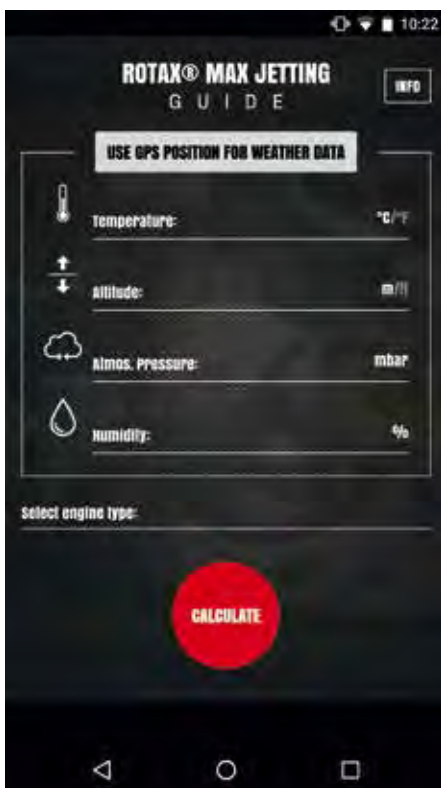 10:22
ROTAX® MAX JETTING
GUIDE
INFO
USE GPS POSITION FOR WEATHER DATA
Temperature: °C/°F
Altitude: m/ft
Atmos. Pressure: mbar
Humidity: %
Select engine type:
CALCULATE